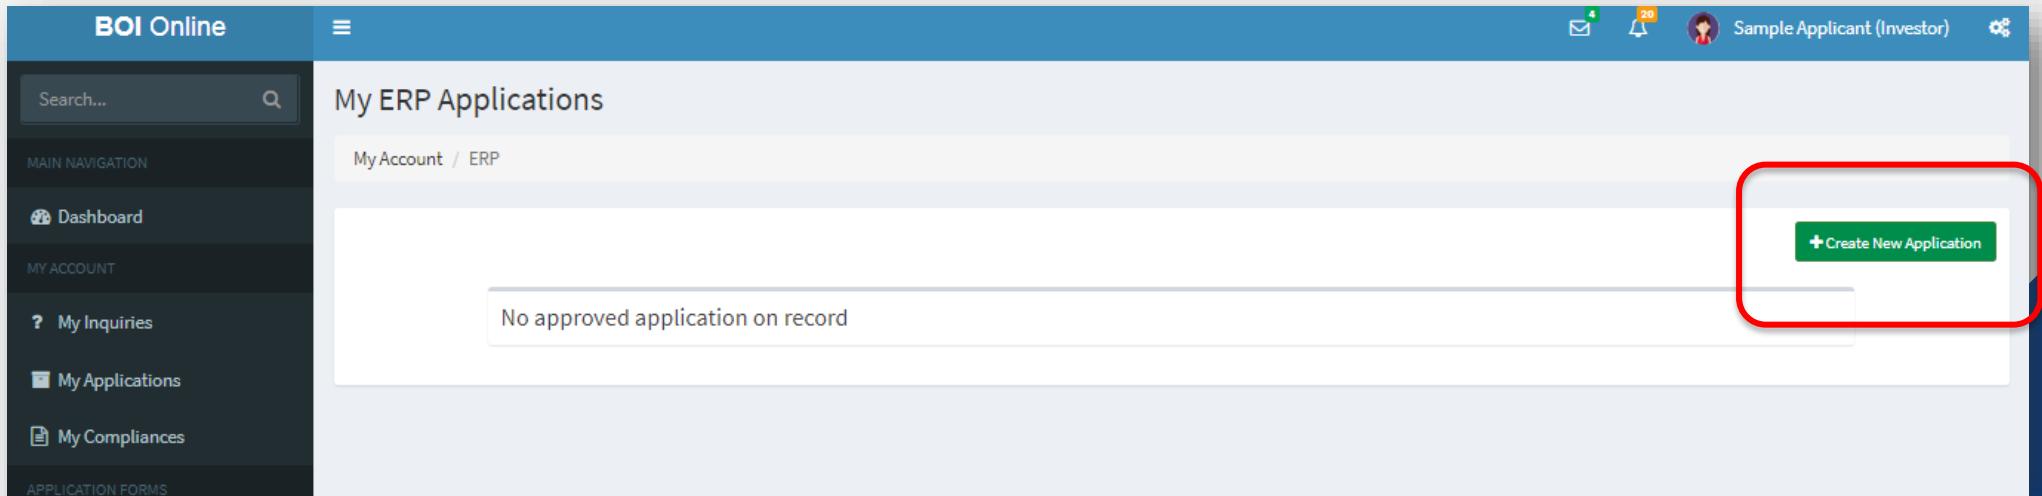 BOI Online
4
20
Sample Applicant (Investor)
Search...
MAIN NAVIGATION
Dashboard
MY ACCOUNT
? My Inquiries
My Applications
My Compliances
APPLICATION FORMS
My ERP Applications
My Account / ERP
+Create New Application
No approved application on record